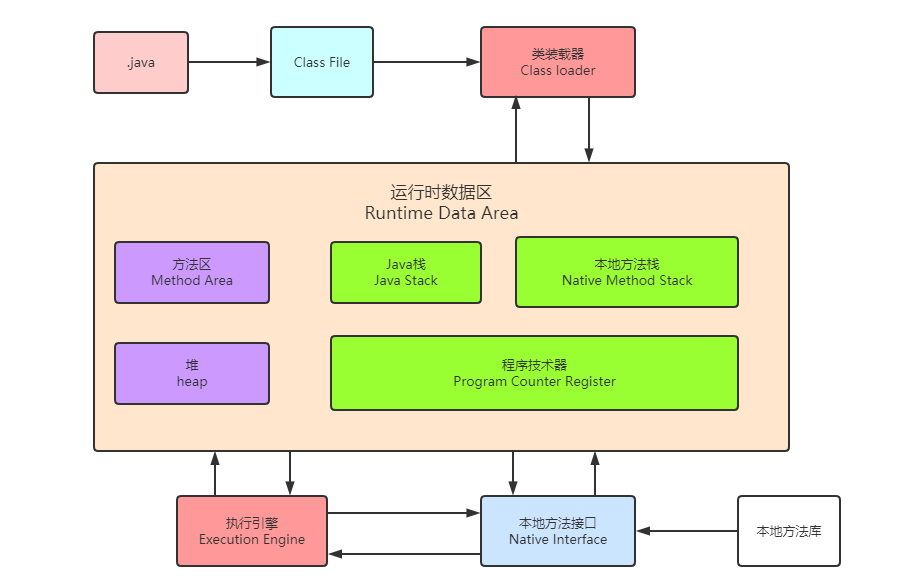 .java
Class File
类装载器
Class loader
运行时数据区
Runtime Data Area
方法区
Method Area
Java栈
Java Stack
本地方法栈
Native Method Stack
堆
heap
程序技术器
Program Counter Register
执行引擎
Execution Engine
本地方法接口
Native Interface
本地方法库